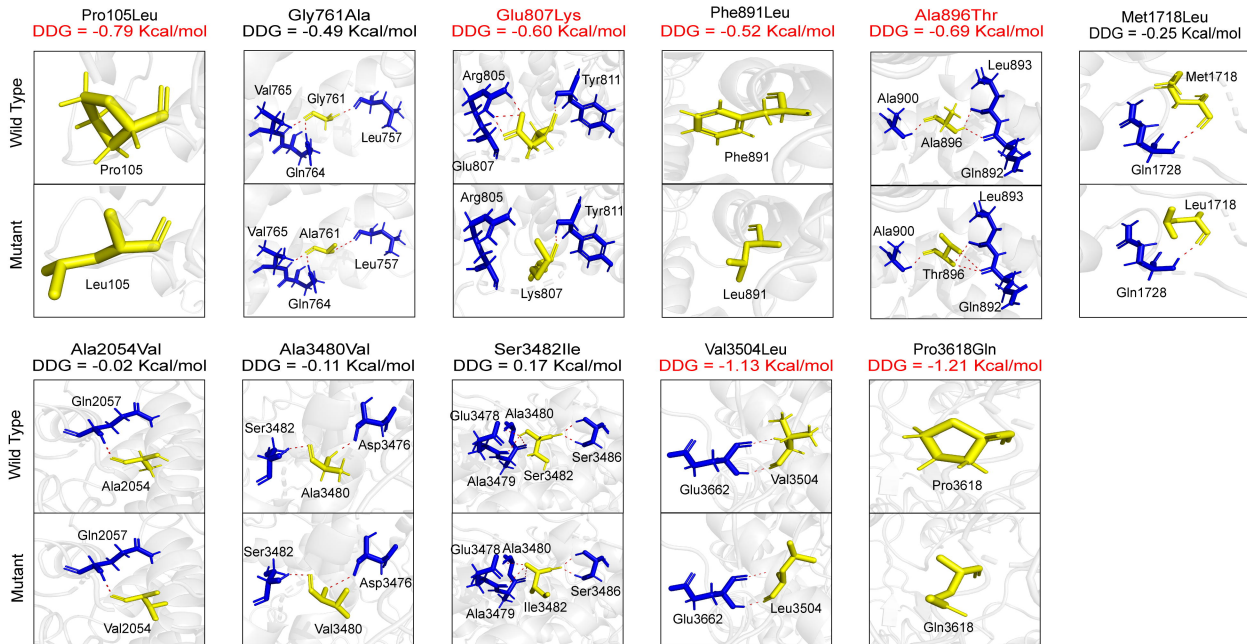 Pro105Leu
DDG = -0.79 Kcal/mol
Gly761Ala
DDG = -0.49 Kcal/mol
Glu807Lys
DDG = -0.60 Kcal/mol
Phe891Leu
DDG = -0.52 Kcal/mol
Ala896Thr
DDG = -0.69 Kcal/mol
Met1718Leu
DDG = -0.25 Kcal/mol
Wild Type
Pro105
Val765
Gly761
Leu757
Gln764
Arg805
Tyr811
Glu807
Phe891
Leu893
Ala900
Ala896
Gln892
Met1718
Gln1728
Mutant
Leu105
Val765
Ala761
Leu757
Gln764
Arg805
Tyr811
Lys807
Leu891
Leu893
Ala900
Thr896
Gln892
Leu1718
Gln1728
Ala2054Val
DDG = -0.02 Kcal/mol
Ala3480Val
DDG = -0.11 Kcal/mol
Ser3482Ile
DDG = 0.17 Kcal/mol
Val3504Leu
DDG = -1.13 Kcal/mol
Pro3618Gln
DDG = -1.21 Kcal/mol
Wild Type
Gln2057
Ala2054
Ser3482
Asp3476
Ala3480
Glu3478
Ala3480
Ser3486
Ser3482
Ala3479
Glu3662
Val3504
Pro3618
Mutant
Gln2057
Val2054
Ser3482
Asp3476
Val3480
Glu3478
Ala3480
Ser3486
Ile3482
Ala3479
Glu3662
Leu3504
Gln3618